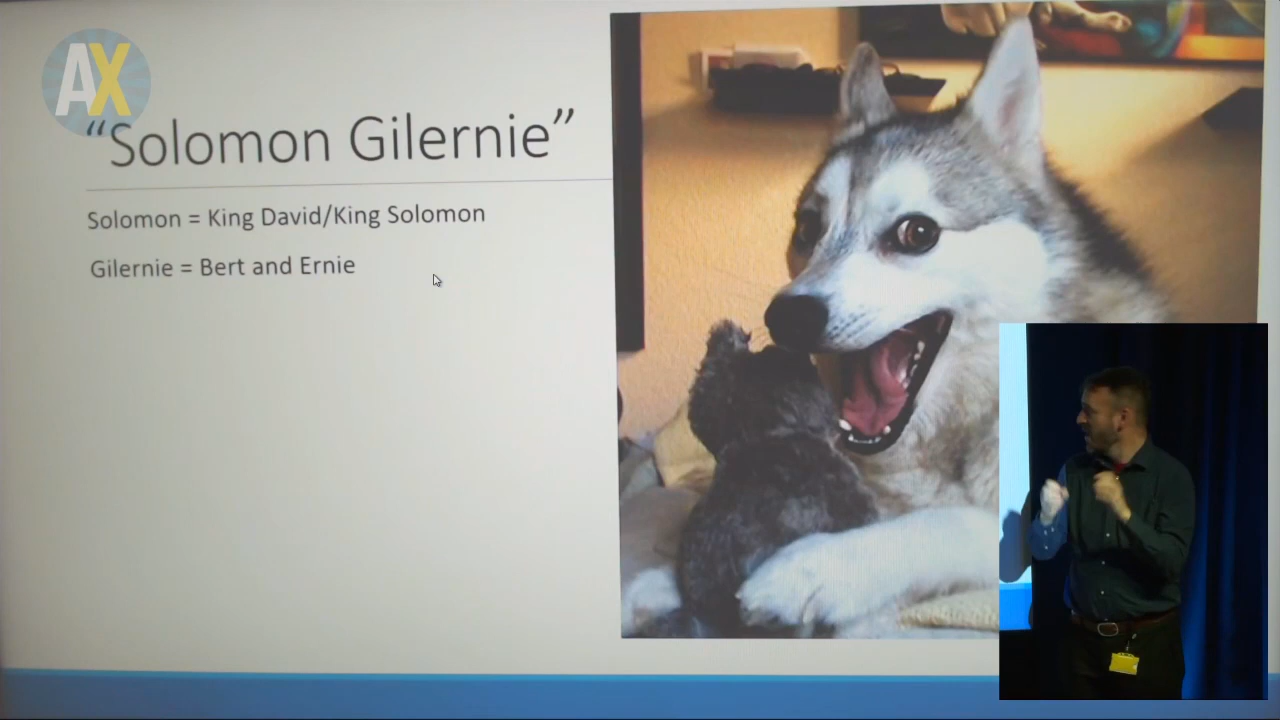 AX
“Solomon Gilernie”
Solomon = King David/King Solomon
Gilernie = Bert and Ernie